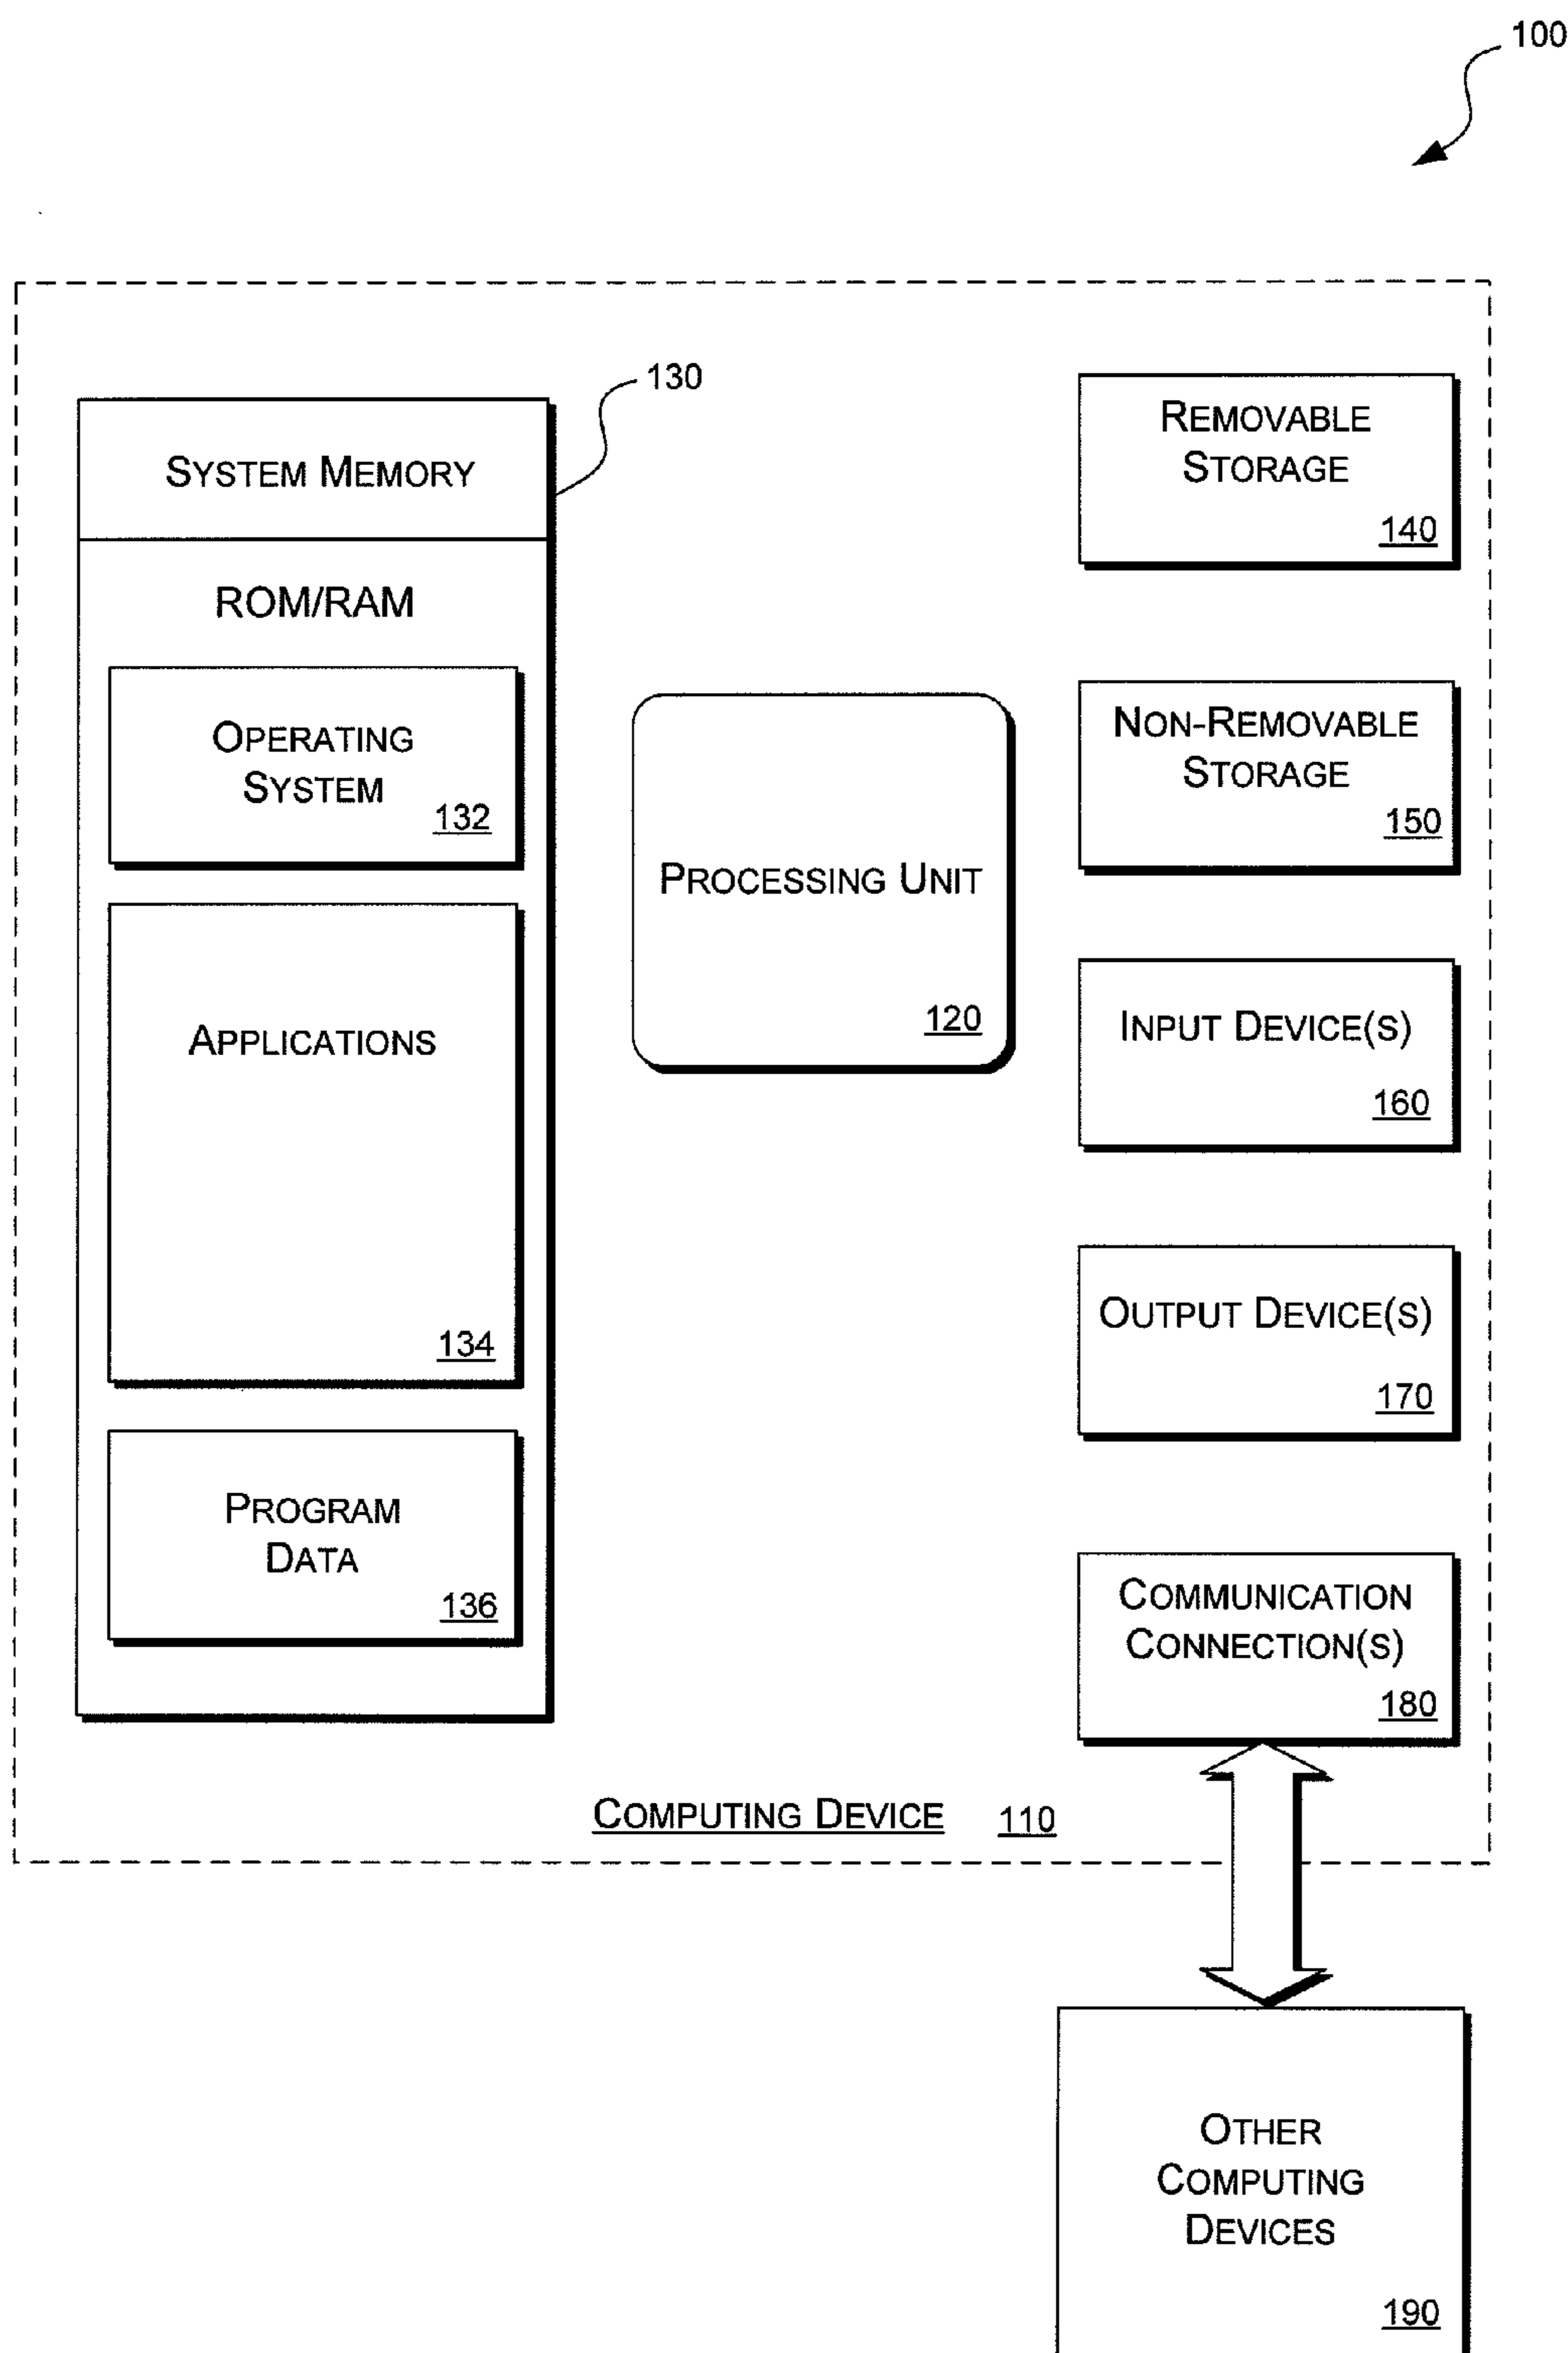 100
130
SYSTEM MEMORY
ROM/RAM
OPERATING
SYSTEM
132
APPLICATIONS
134
PROGRAM
DATA
136
PROCESSING UNIT
120
REMOVABLE
STORAGE
140
NON-REMOVABLE
STORAGE
150
INPUT DEVICE(S)
160
OUTPUT DEVICE(S)
170
COMMUNICATION
CONNECTION(S)
180
COMPUTING DEVICE 110
OTHER
COMPUTING
DEVICES
190